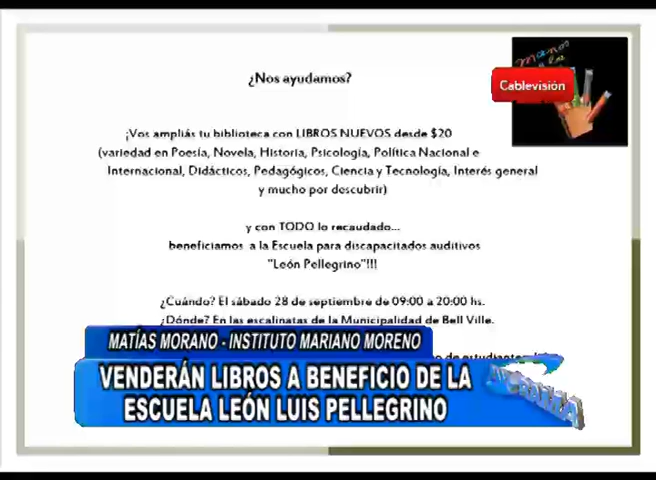 ¿Nos ayudamos?
Cablevisión
¡Vos ampliás tu biblioteca con LIBROS NUEVOS desde $20
(variedad en Poesía, Novela, Historia, Psicología, Política Nacional e
Internacional, Didácticos, Pedagógicos, Ciencia y Tecnología, Interés general
y mucho por descubrir)
y con TODO lo recaudado...
beneficiamos a la Escuela para discapacitados auditivos
"León Pellegrino"!!!
¿Cuándo? El sábado 28 de septiembre de 09:00 a 20:00 hs.
¿Dónde? En las escalinatas de la Municipalidad de Bell Ville.
de estudiantes
MATÍAS MORANO - INSTITUTO MARIANO MORENO
VENDERÁN LIBROS A BENEFICIO DE LA
ESCUELA LEÓN LUIS PELLEGRINO